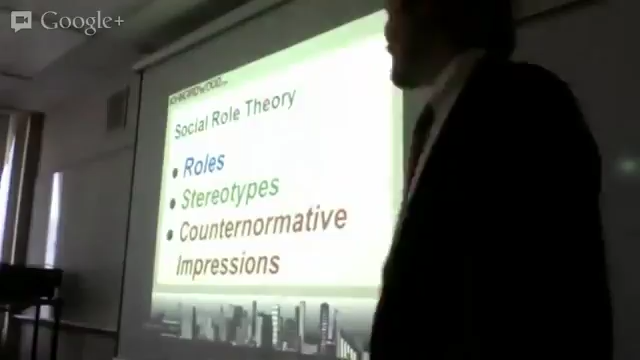 Google+
Social Role Theory
• Roles
• Stereotypes
• Counternormative
Impressions